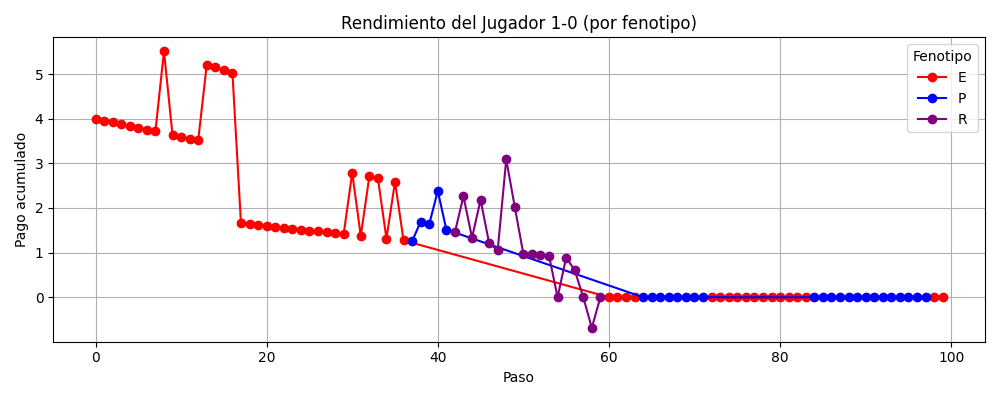 Rendimiento del Jugador 1-0 (por fenotipo)
Pago acumulado
5
4
3
2
1
0
Fenotipo
E
P
R
0 20 40 60 80 100
Paso